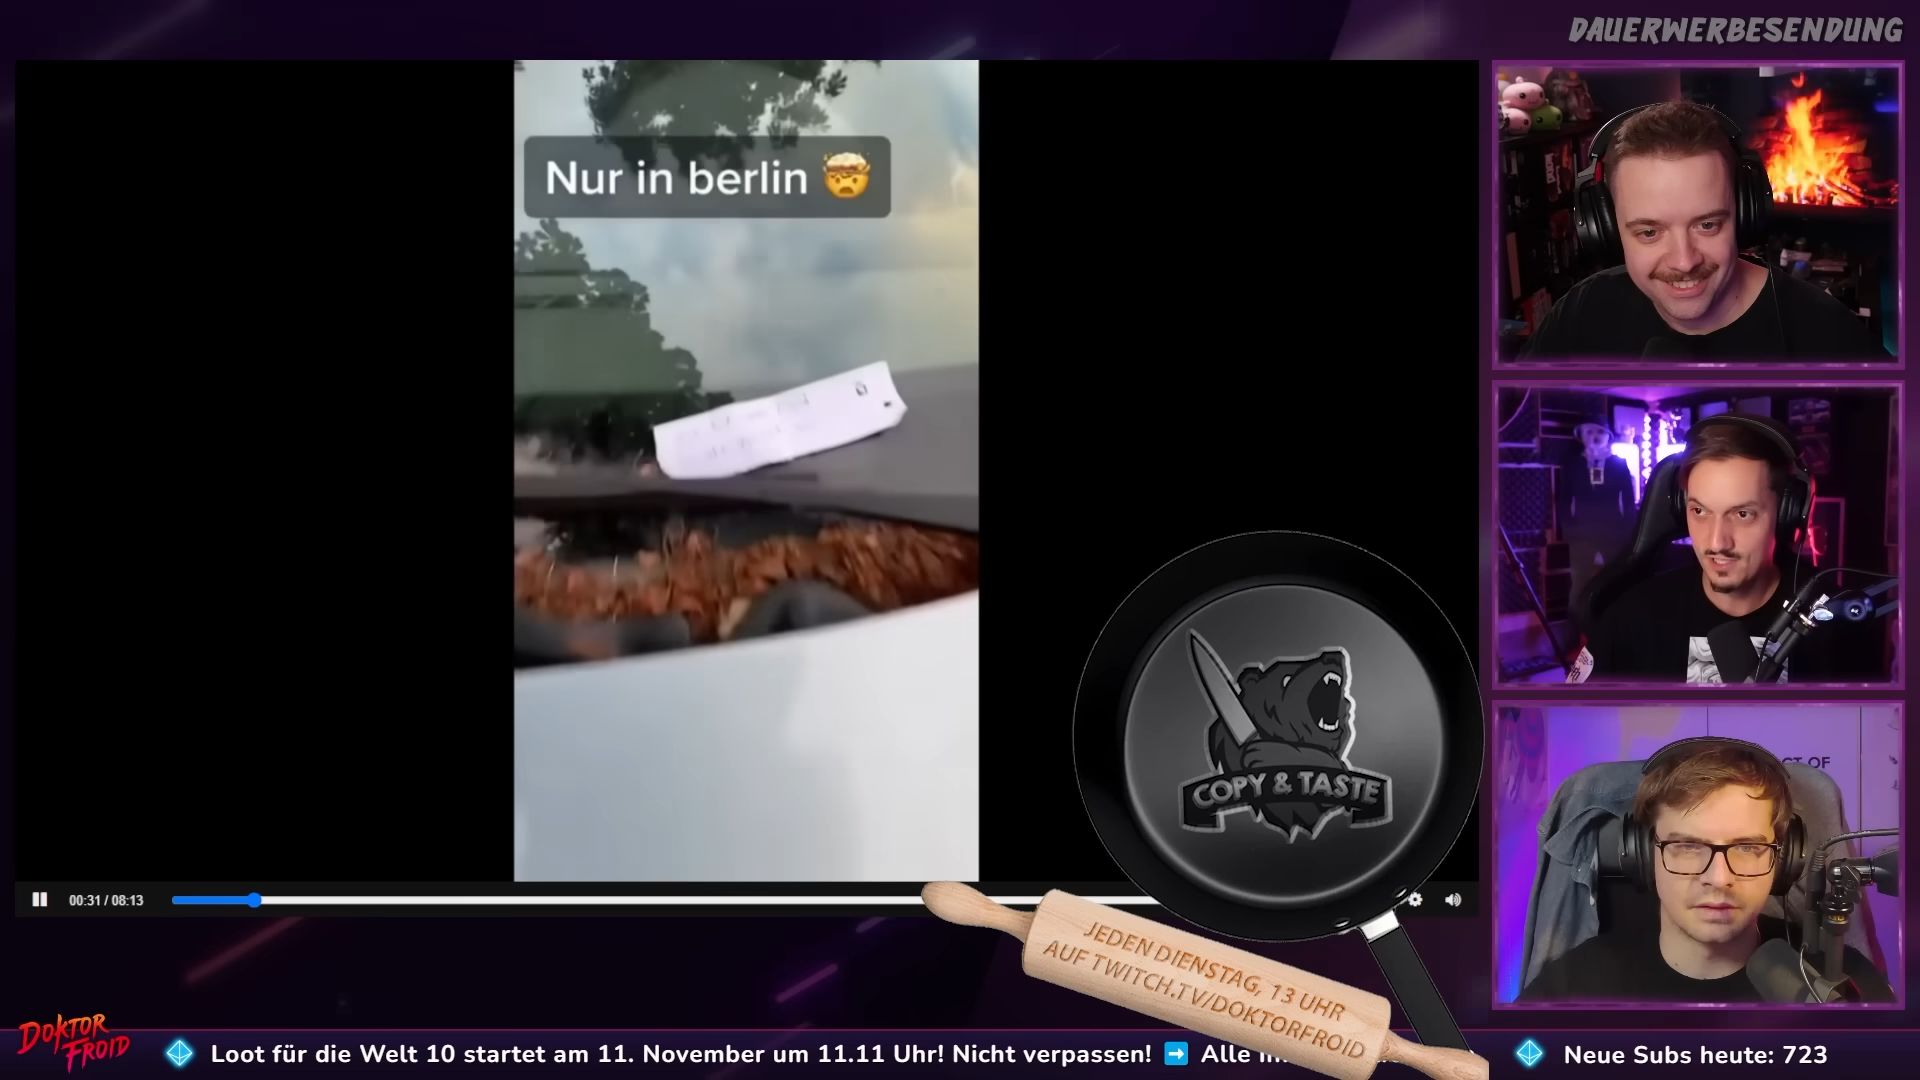 DAUERWERBESENDUNG
Nur in berlin 🤯
COPY & TASTE
00:31 / 08:13
JEDEN DIENSTAG, 13 UHR
AUF TWITCH.TV/DOKTORFROID
DOKTOR
FROID
Loot für die Welt 10 startet am 11. November um 11.11 Uhr! Nicht verpassen! ➡ Alle
Neue Subs heute: 723